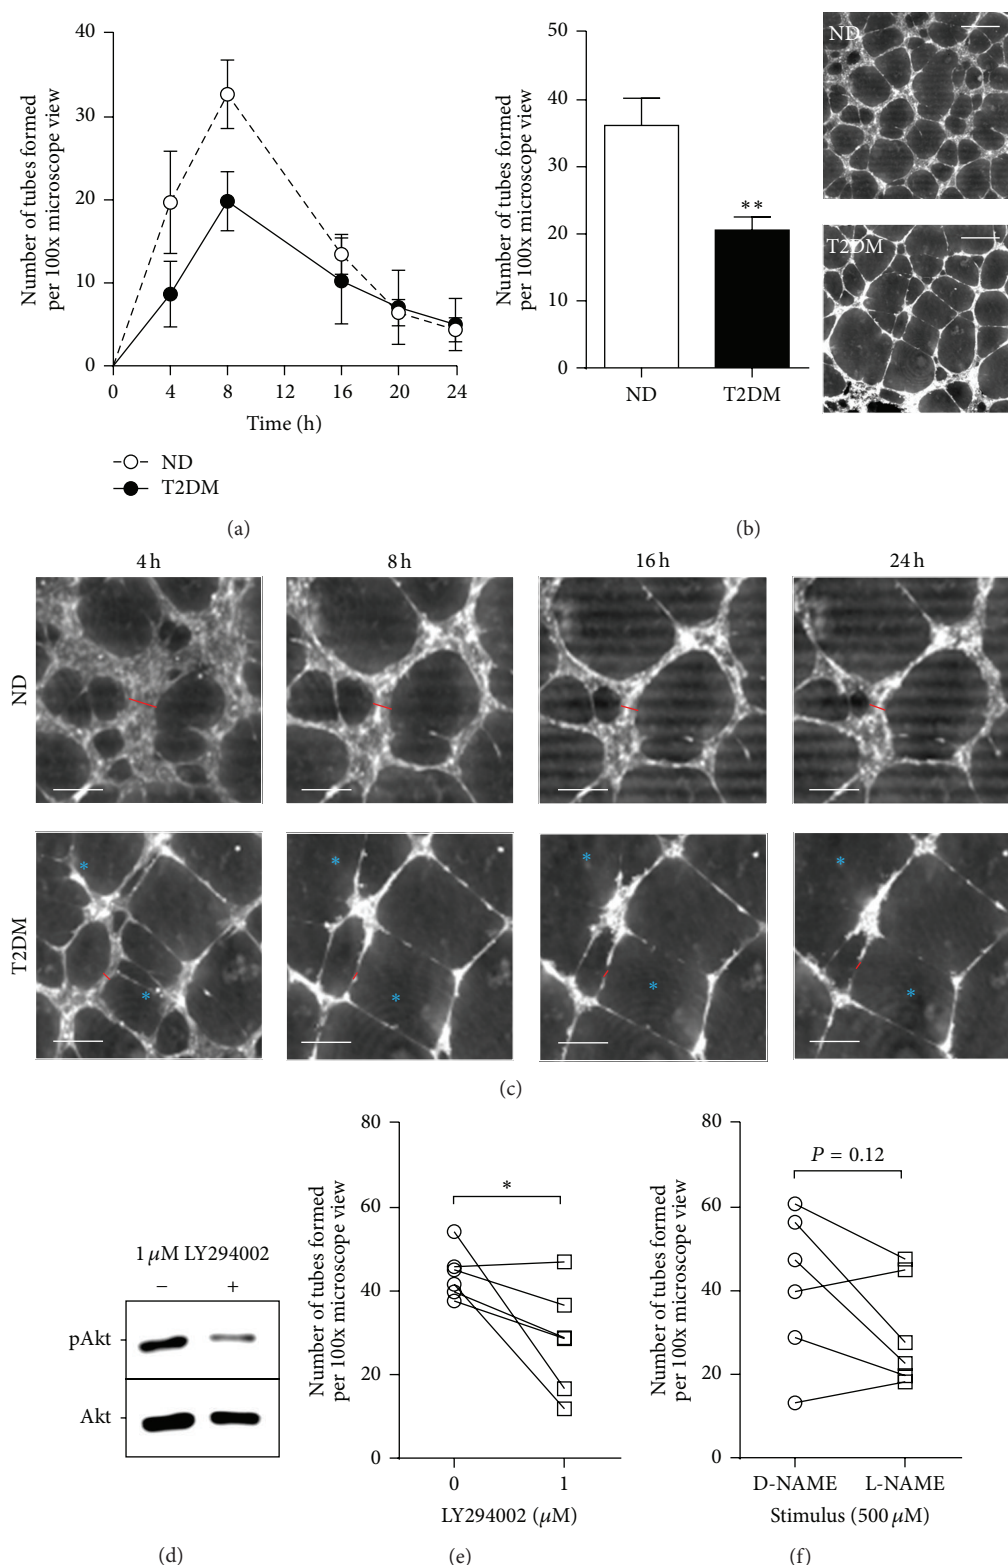 40
30
20
10
0
Number of tubes formed
per 100x microscope view
0 4 8 12 16 20 24
Time (h)
ND
T2DM
(a)
50
40
30
20
10
0
Number of tubes formed
per 100x microscope view
**
ND T2DM
ND
T2DM
(b)
4 h 8 h 16 h 24 h
ND
* * * *
* * * *
T2DM
(c)
1 μM LY294002
− +
pAkt
Akt
(d)
80
60
40
20
0
Number of tubes formed
per 100x microscope view
*
0 1
LY294002 (μM)
(e)
80
60
40
20
0
Number of tubes formed
per 100x microscope view
P = 0.12
D-NAME L-NAME
Stimulus (500 μM)
(f)